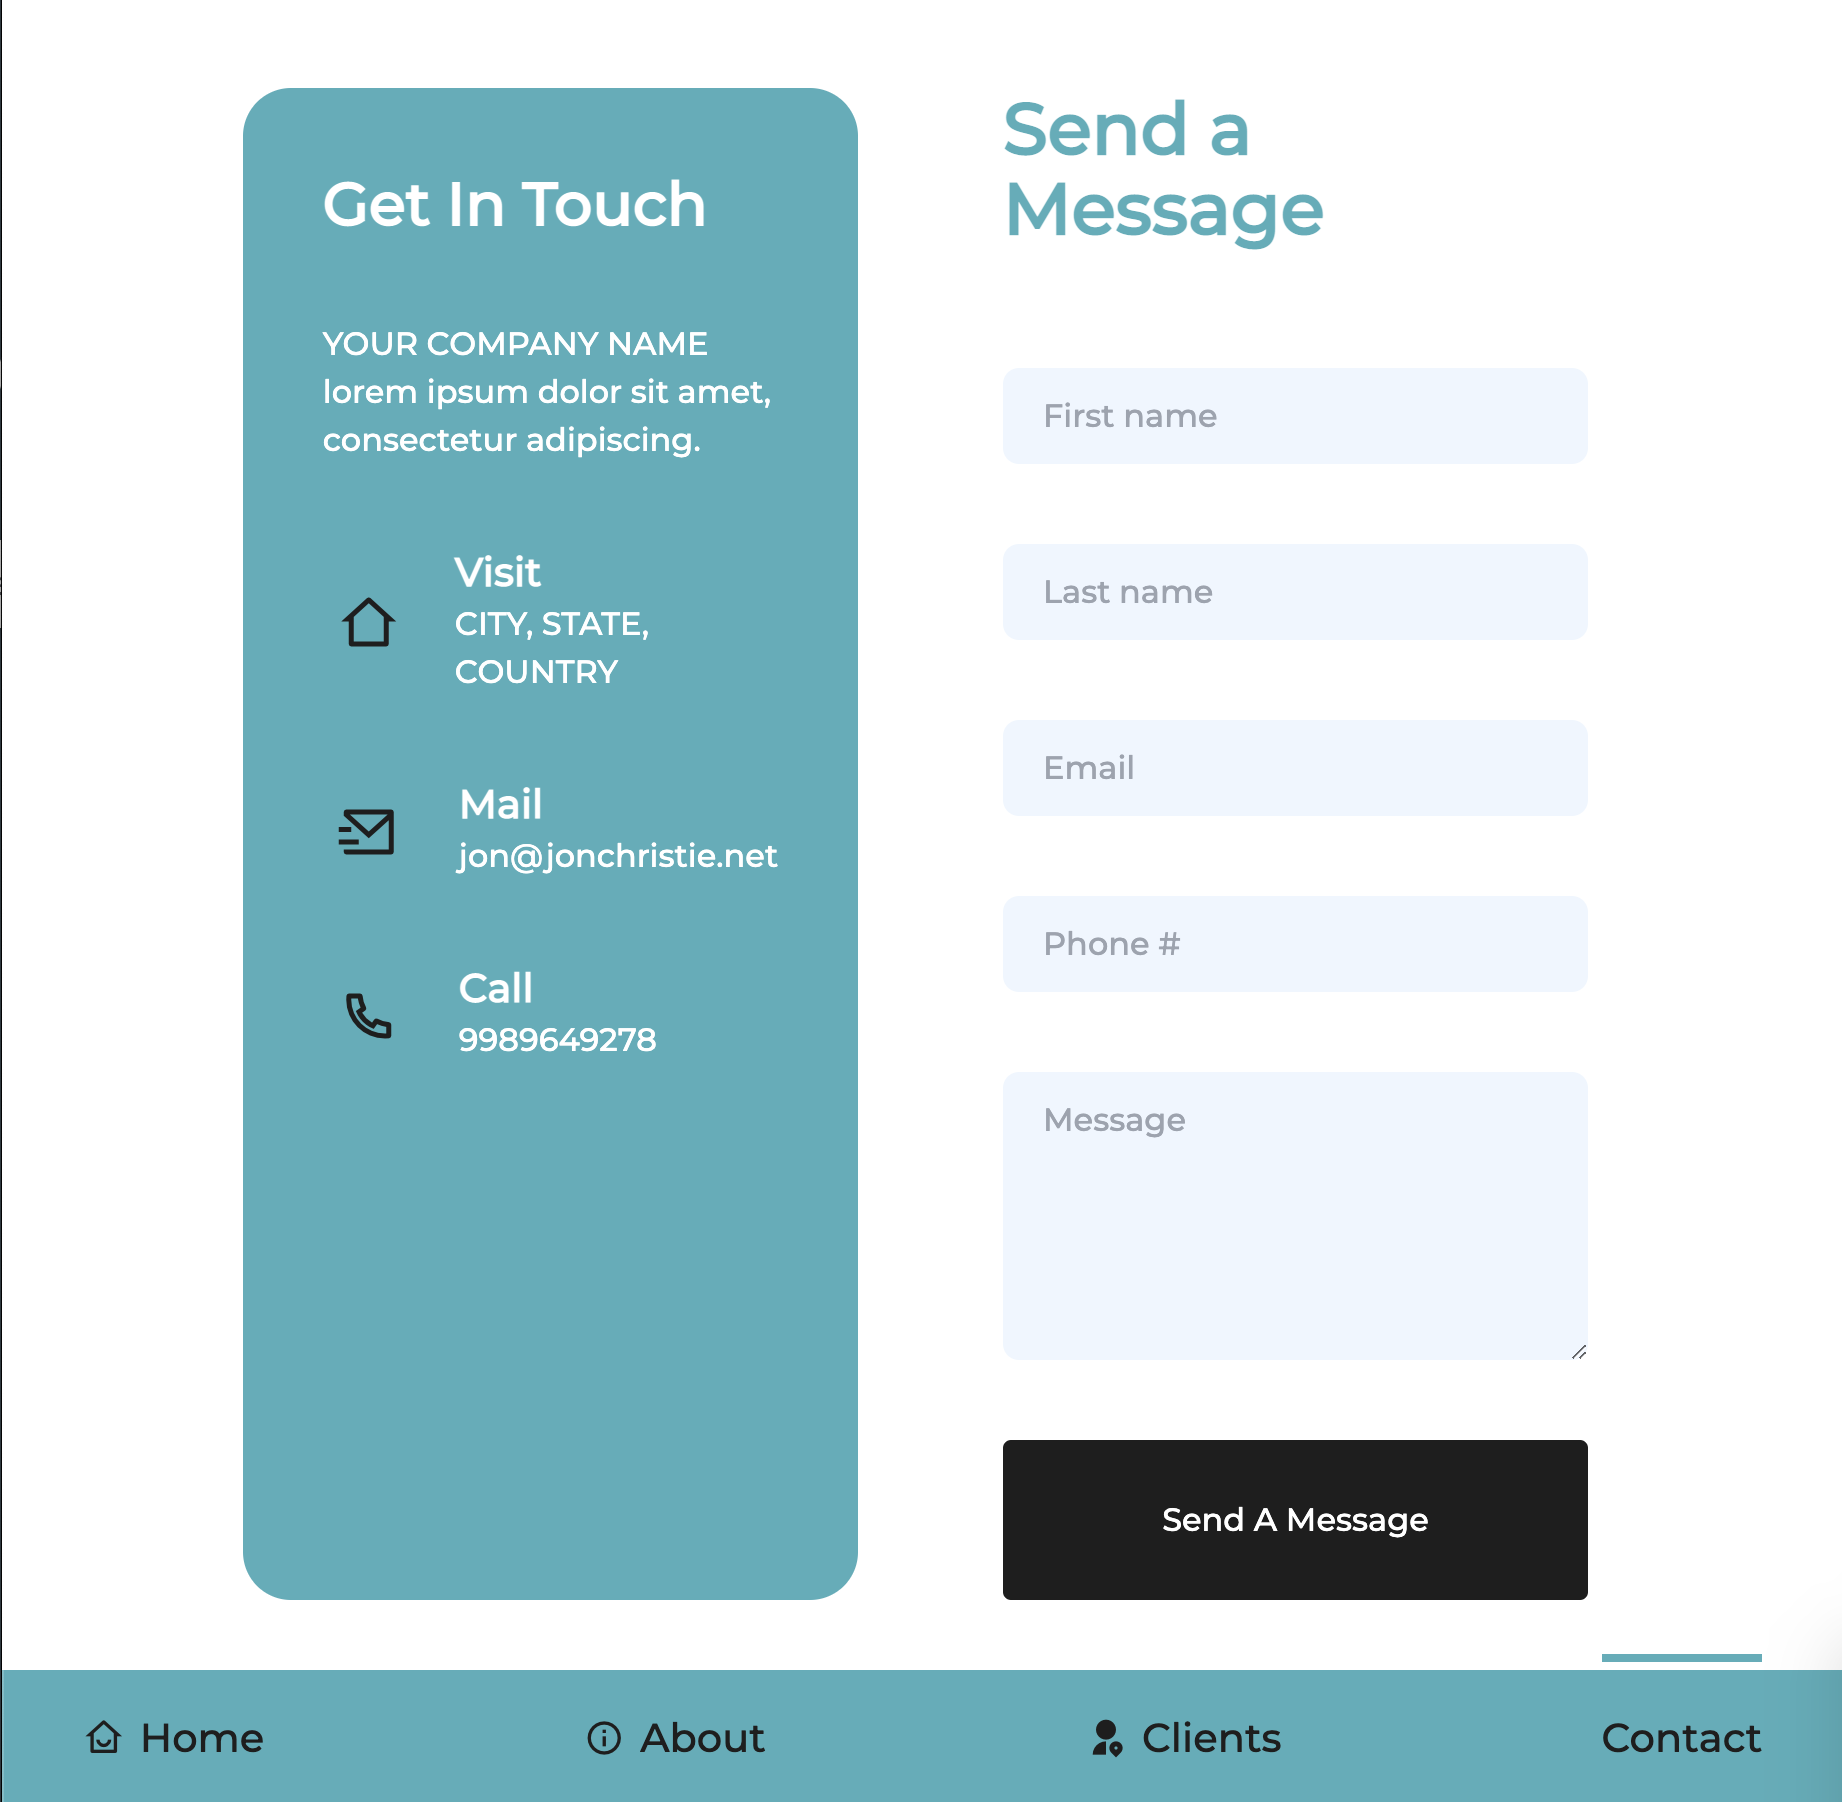 Get In Touch
YOUR COMPANY NAME
lorem ipsum dolor sit amet,
consectetur adipiscing.
Visit
CITY, STATE,
COUNTRY
Mail
jon@jonchristie.net
Call
9989649278
Send a
Message
First name
Last name
Email
Phone #
Message
Send A Message
Home
About
Clients
Contact